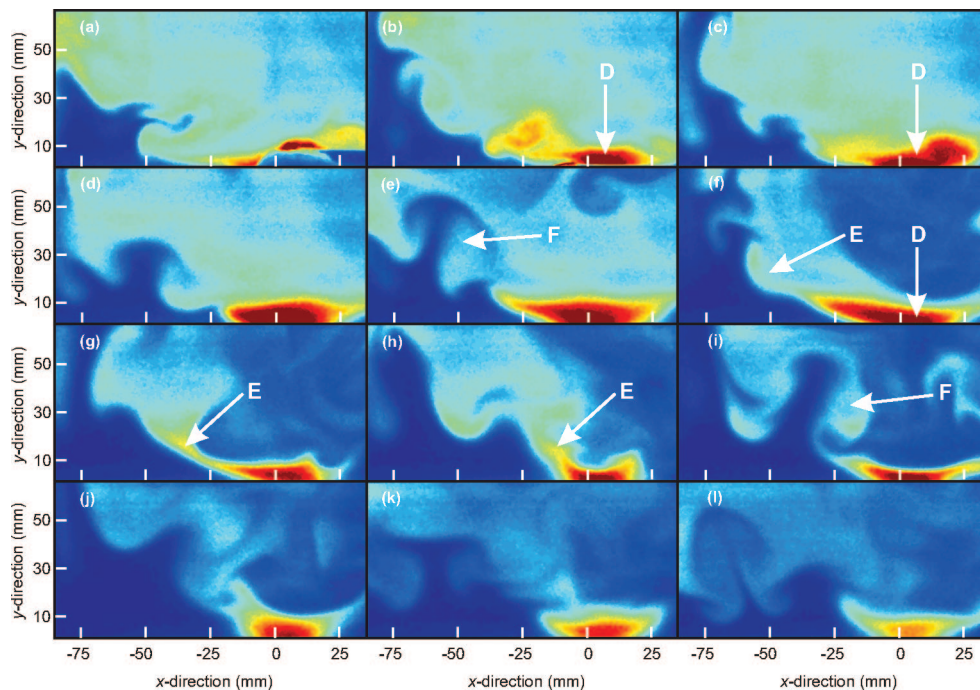 (a) (b) (c)
D D
50
30
10
y-direction (mm)
(d) (e) (f)
F E D
50
30
10
y-direction (mm)
(g) (h) (i)
E E F
50
30
10
y-direction (mm)
(j) (k) (l)
50
30
10
y-direction (mm)
-75 -50 -25 0 25 -75 -50 -25 0 25 -75 -50 -25 0 25
x-direction (mm) x-direction (mm) x-direction (mm)